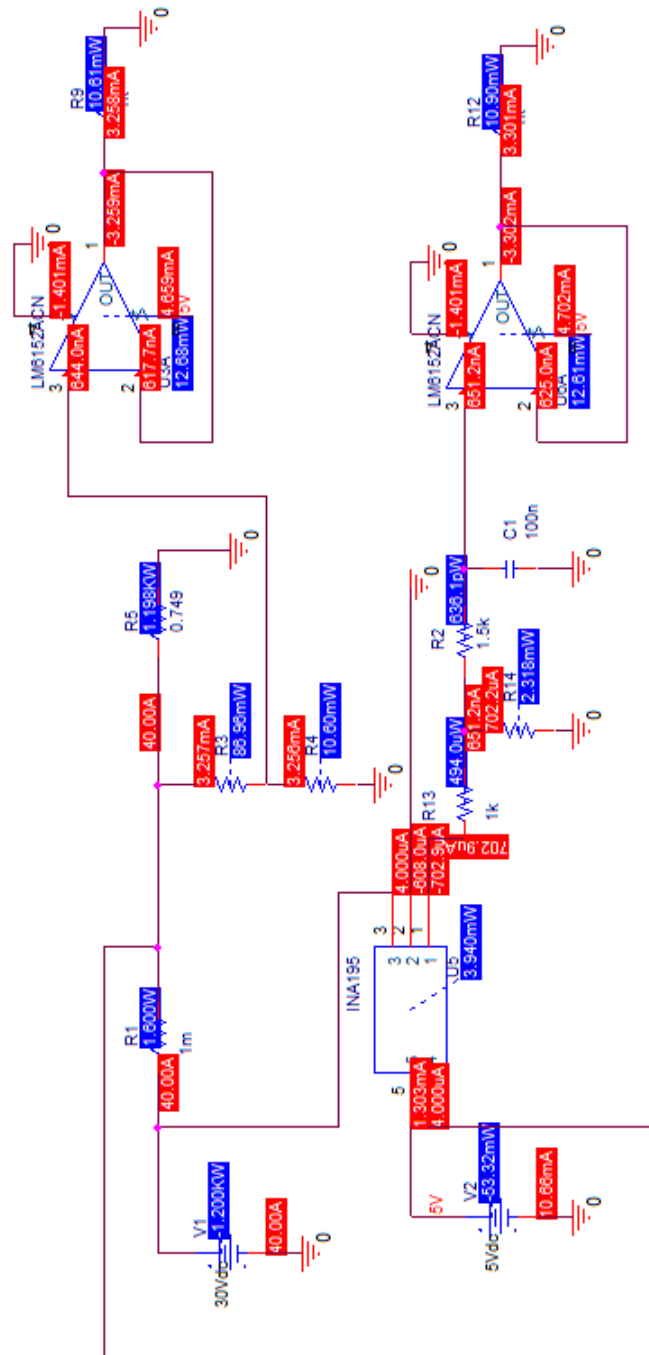 0
R9
10.61mW
3.258mA
-3.259mA
0
-1.401mA
LM6152ACN
1
OUT
3
644.0nA
2
617.7nA
4.659mA
5V
12.68mW
0
R12
10.90mW
3.301mA
-3.302mA
0
-1.401mA
LM6152ACN
1
OUT
3
651.2nA
2
625.0nA
4.702mA
5V
12.61mW
R5
1.198KW
0.749
0
40.00A
3.257mA
R3
86.96mW
3.256mA
R4
10.60mW
0
R1
1.600W
1m
40.00A
V1
-1.200KW
30Vdc
40.00A
0
0
636.1pW
R2
1.5k
C1
100n
0
651.2nA
702.2uA
R14
2.318mW
0
494.0uW
R13
1k
702.9uA
4.000uA
-608.0uA
-702.9uA
3
2
1
3
2
1
INA195
U5
3.940mW
5
1.303mA
4.000uA
5V
V2
-53.32mW
5Vdc
10.66mA
0